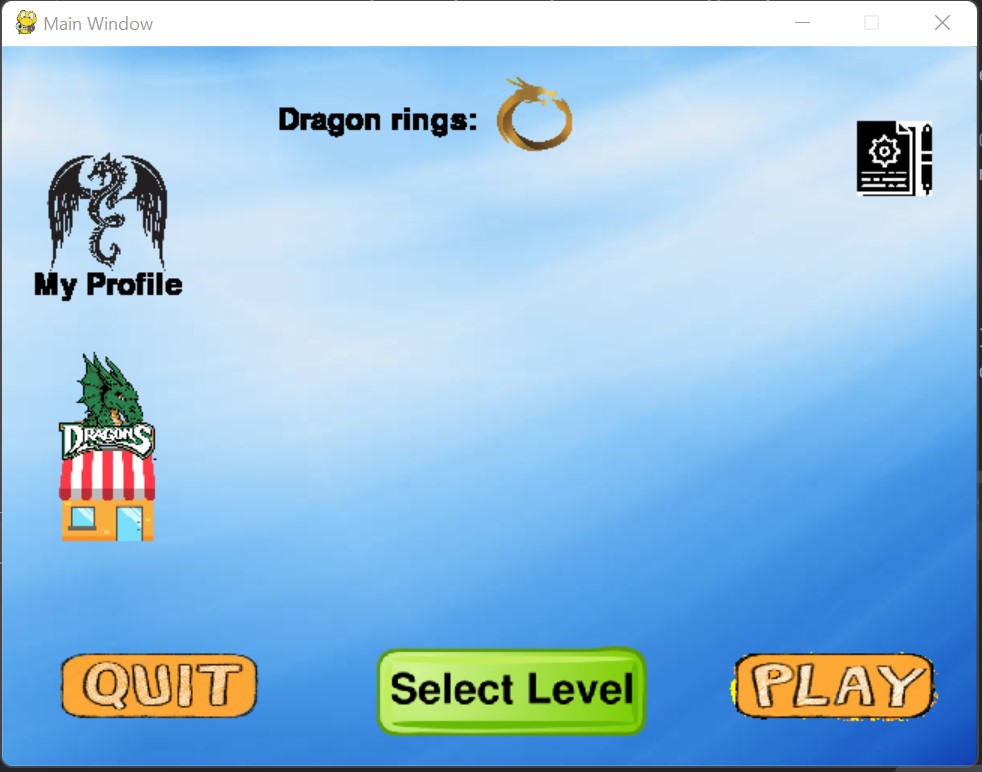 Main Window
Dragon rings:
My Profile
DRAGONS
QUIT
Select Level
PLAY